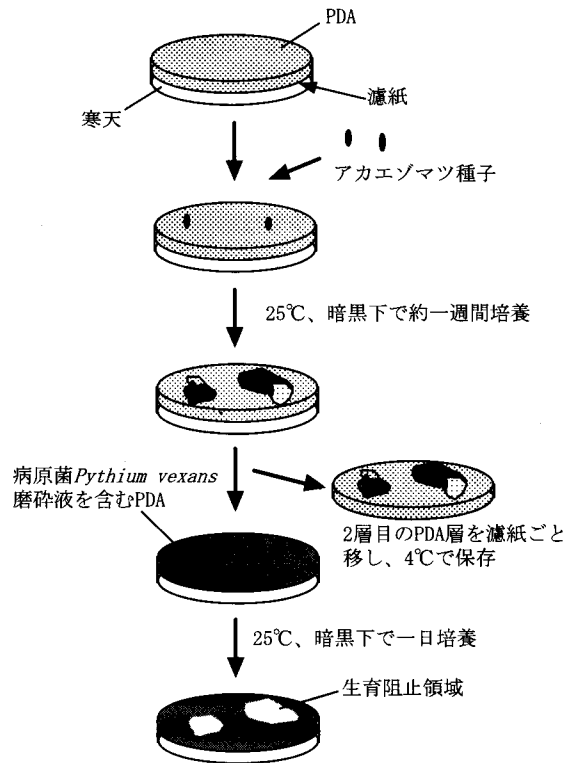 PDA
濾紙
寒天
アカエゾマツ種子
25℃、暗黒下で約一週間培養
病原菌Pythium vexans
磨砕液を含むPDA
2層目のPDA層を濾紙ごと
移し、4℃で保存
25℃、暗黒下で一日培養
生育阻止領域